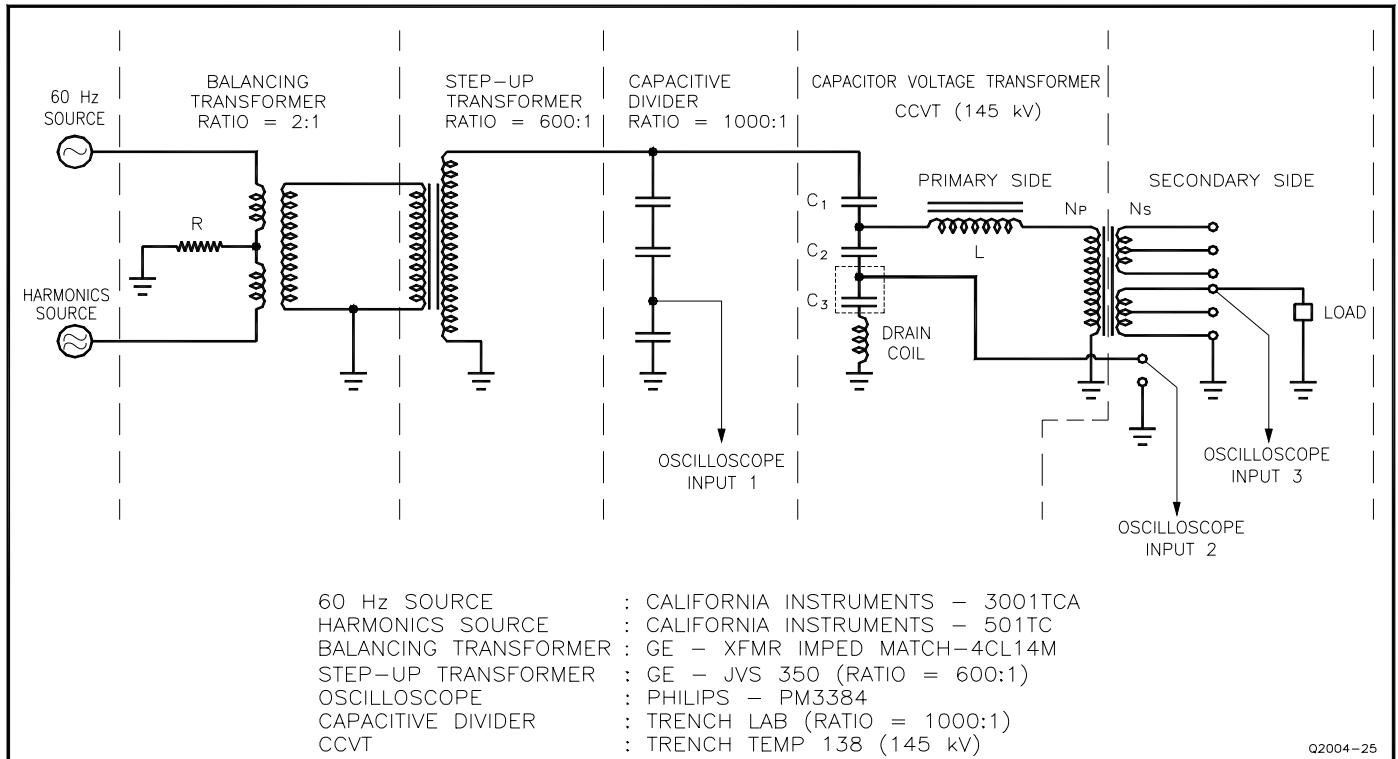 60 Hz
SOURCE
BALANCING
TRANSFORMER
RATIO = 2:1
STEP-UP
TRANSFORMER
RATIO = 600:1
CAPACITIVE
DIVIDER
RATIO = 1000:1
CAPACITOR VOLTAGE TRANSFORMER
CCVT (145 kV)
PRIMARY SIDE
SECONDARY SIDE
R
C1
L
NP
NS
C2
HARMONICS
SOURCE
C3
DRAIN
COIL
LOAD
OSCILLOSCOPE
INPUT 1
OSCILLOSCOPE
INPUT 3
OSCILLOSCOPE
INPUT 2
60 Hz SOURCE : CALIFORNIA INSTRUMENTS - 3001TCA
HARMONICS SOURCE : CALIFORNIA INSTRUMENTS - 501TC
BALANCING TRANSFORMER : GE - XFMR IMPED MATCH-4CL14M
STEP-UP TRANSFORMER : GE - JVS 350 (RATIO = 600:1)
OSCILLOSCOPE : PHILIPS - PM3384
CAPACITIVE DIVIDER : TRENCH LAB (RATIO = 1000:1)
CCVT : TRENCH TEMP 138 (145 kV)
Q2004-25